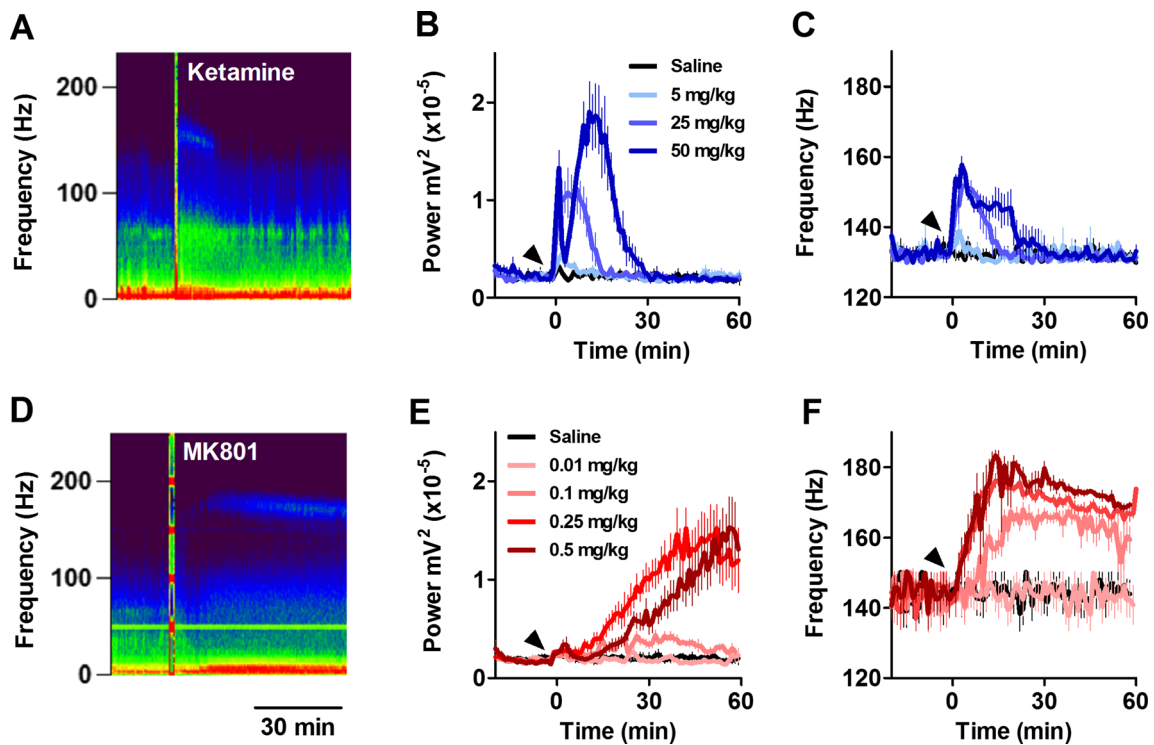 A
Ketamine
Frequency (Hz)
200
100
0
B
Saline
5 mg/kg
25 mg/kg
50 mg/kg
Power mV² (x10⁻⁵)
2
1
0
0 30 60
Time (min)
C
Frequency (Hz)
180
160
140
120
0 30 60
Time (min)
D
MK801
Frequency (Hz)
200
100
0
30 min
E
Saline
0.01 mg/kg
0.1 mg/kg
0.25 mg/kg
0.5 mg/kg
Power mV² (x10⁻⁵)
2
1
0
0 30 60
Time (min)
F
Frequency (Hz)
180
160
140
120
0 30 60
Time (min)